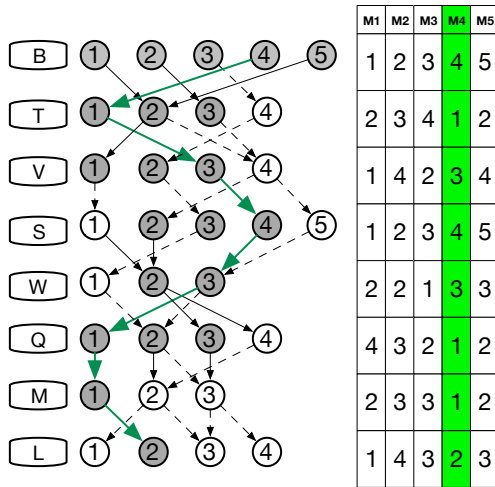 M1 M2 M3 M4 M5
B 1 2 3 4 5 1 2 3 4 5
T 1 2 3 4 2 3 4 1 2
V 1 2 3 4 1 4 2 3 4
S 1 2 3 4 5 1 2 3 4 5
W 1 2 3 2 2 1 3 3
Q 1 2 3 4 4 3 2 1 2
M 1 2 3 2 3 3 1 2
L 1 2 3 4 1 4 3 2 3